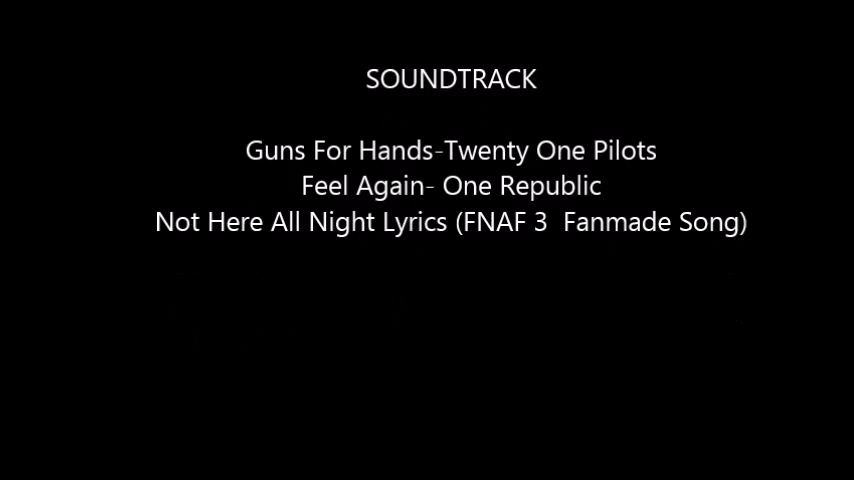 SOUNDTRACK
Guns For Hands-Twenty One Pilots
Feel Again- One Republic
Not Here All Night Lyrics (FNAF 3  Fanmade Song)